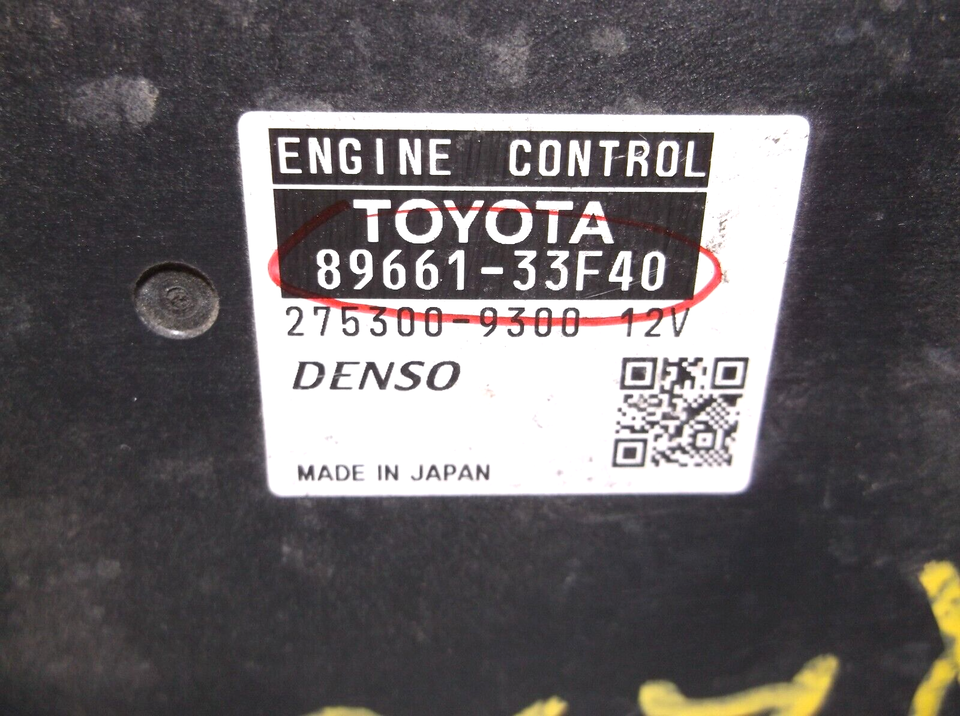 ENGINE CONTROL
TOYOTA
89661-33F40
275300-9300 12V
DENSO
MADE IN JAPAN